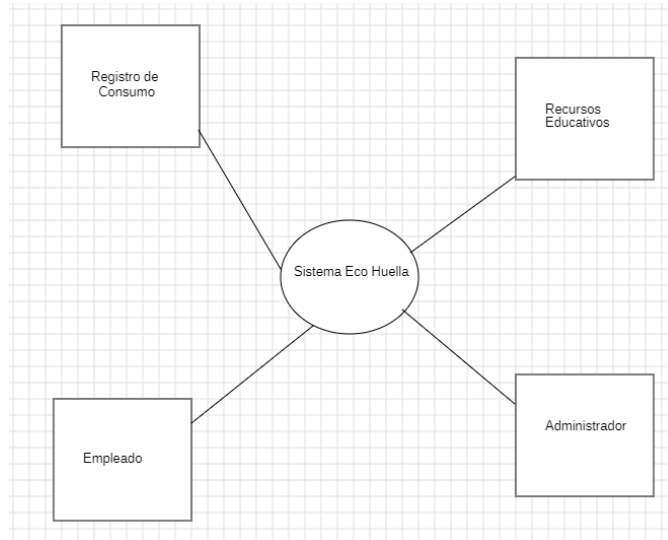 Registro de
Consumo
Recursos
Educativos
Sistema Eco Huella
Empleado
Administrador